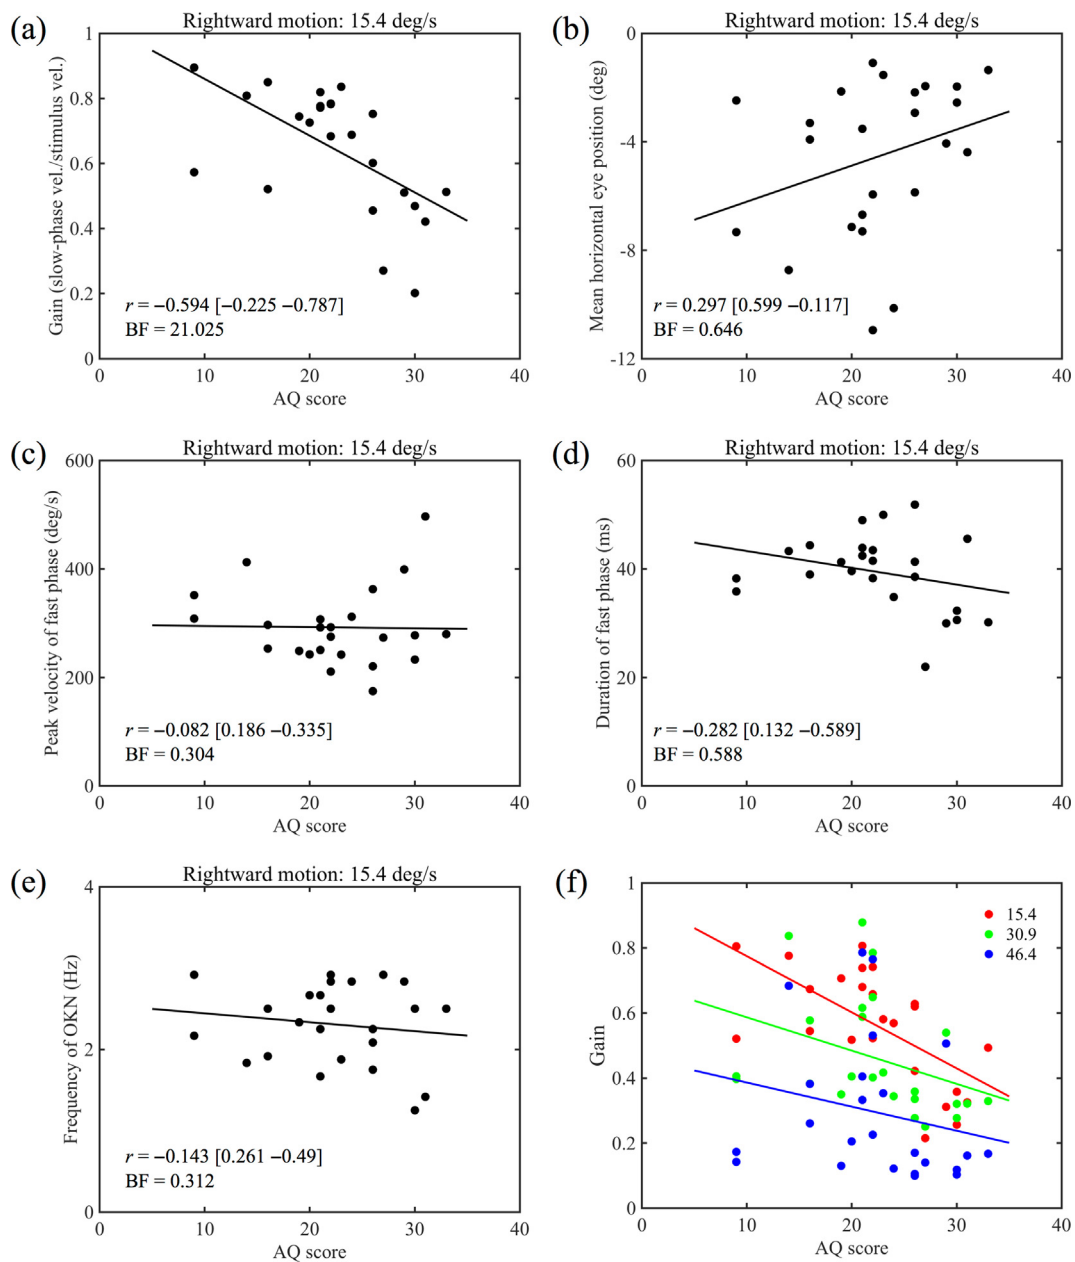 (a)
Rightward motion: 15.4 deg/s
Gain (slow-phase vel./stimulus vel.)
1
0.8
0.6
0.4
0.2
0
r = −0.594 [−0.225 −0.787]
BF = 21.025
0 10 20 30 40
AQ score
(b)
Rightward motion: 15.4 deg/s
Mean horizontal eye position (deg)
0
-4
-8
-12
r = 0.297 [0.599 −0.117]
BF = 0.646
0 10 20 30 40
AQ score
(c)
Rightward motion: 15.4 deg/s
Peak velocity of fast phase (deg/s)
600
400
200
0
r = −0.082 [0.186 −0.335]
BF = 0.304
0 10 20 30 40
AQ score
(d)
Rightward motion: 15.4 deg/s
Duration of fast phase (ms)
60
40
20
0
r = −0.282 [0.132 −0.589]
BF = 0.588
0 10 20 30 40
AQ score
(e)
Rightward motion: 15.4 deg/s
Frequency of OKN (Hz)
4
2
0
r = −0.143 [0.261 −0.49]
BF = 0.312
0 10 20 30 40
AQ score
(f)
Gain
1
0.8
0.6
0.4
0.2
0
15.4
30.9
46.4
0 10 20 30 40
AQ score